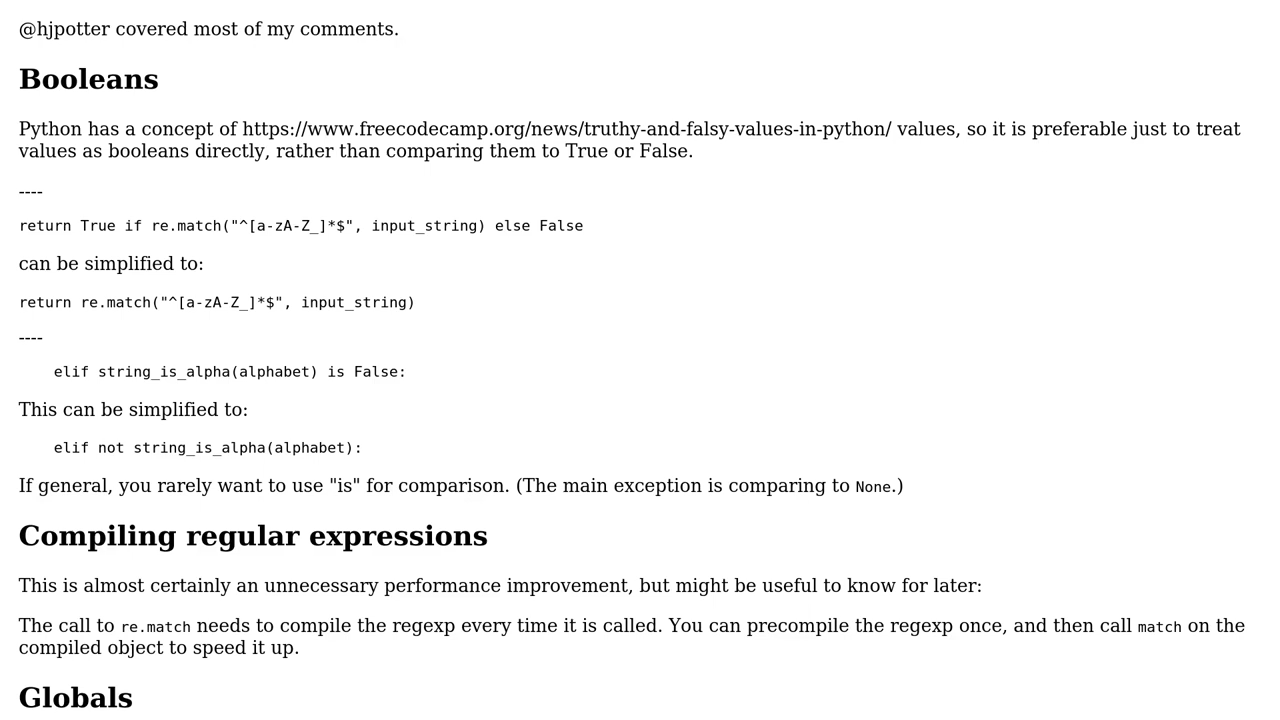 @hjpotter covered most of my comments.
Booleans
Python has a concept of https://www.freecodecamp.org/news/truthy-and-falsy-values-in-python/ values, so it is preferable just to treat
values as booleans directly, rather than comparing them to True or False.
----
return True if re.match("^[a-zA-Z_]*$", input_string) else False
can be simplified to:
return re.match("^[a-zA-Z_]*$", input_string)
----
    elif string_is_alpha(alphabet) is False:
This can be simplified to:
    elif not string_is_alpha(alphabet):
If general, you rarely want to use "is" for comparison. (The main exception is comparing to None.)
Compiling regular expressions
This is almost certainly an unnecessary performance improvement, but might be useful to know for later:
The call to re.match needs to compile the regexp every time it is called. You can precompile the regexp once, and then call match on the
compiled object to speed it up.
Globals